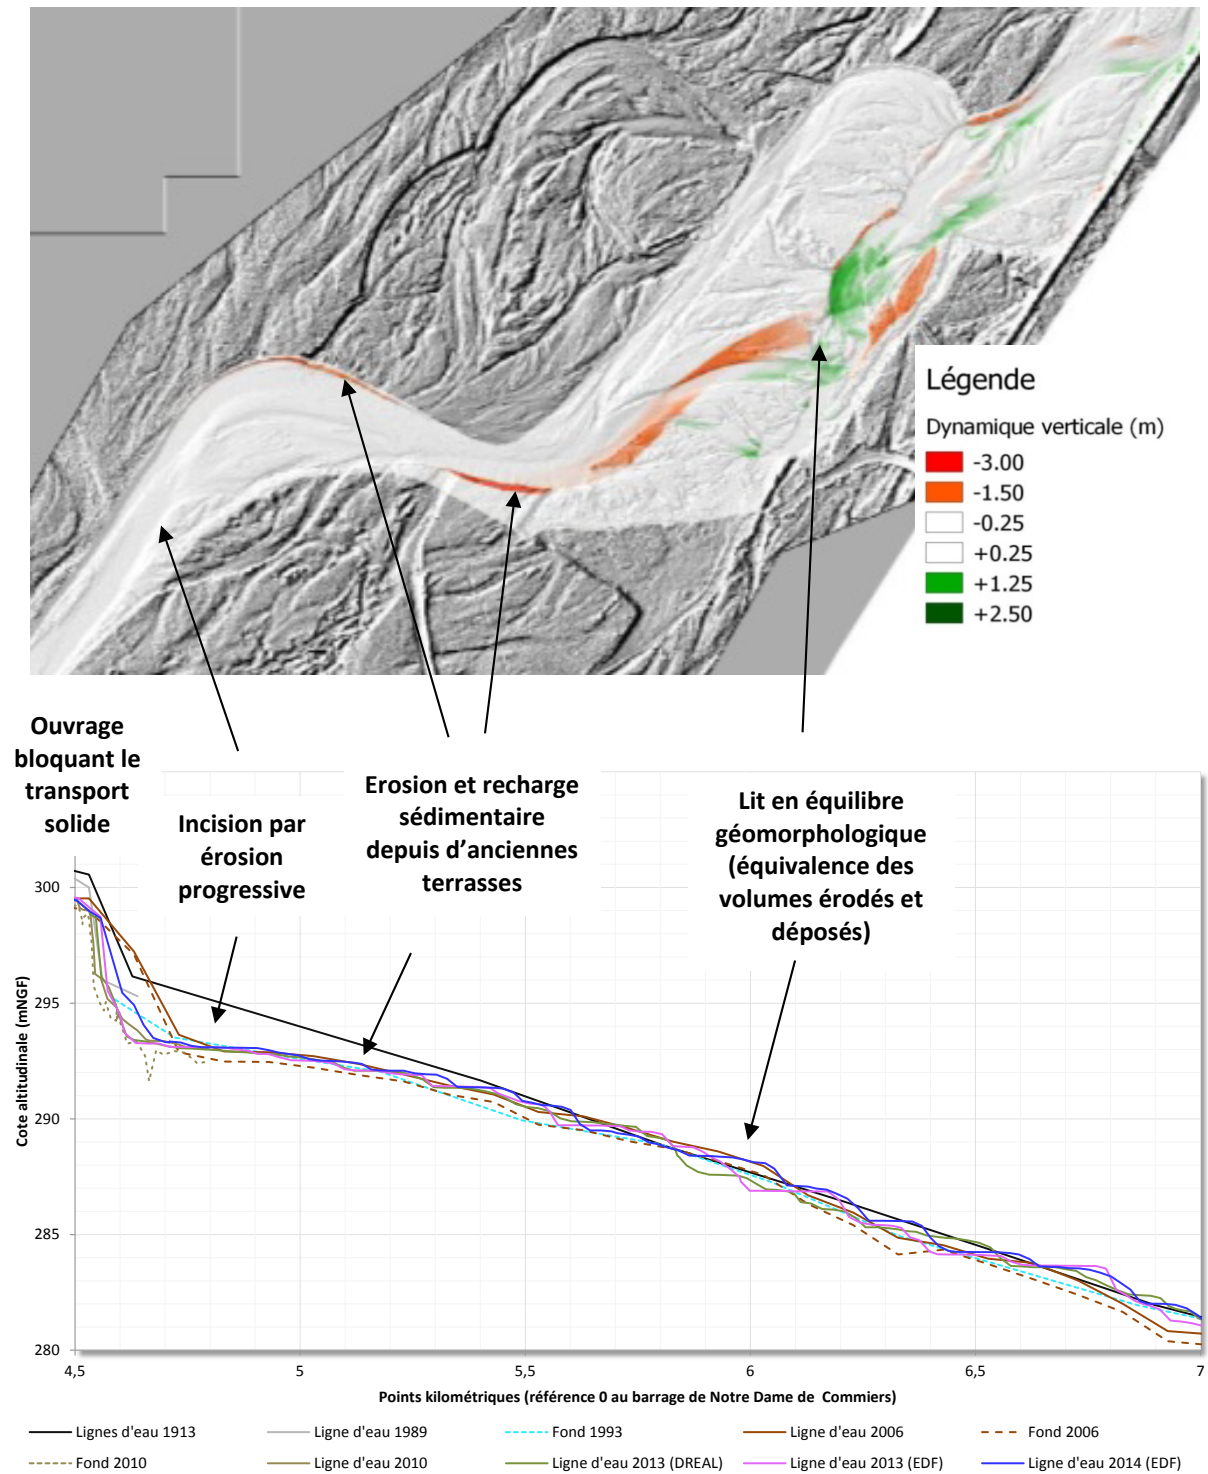 Légende
Dynamique verticale (m)
-3.00
-1.50
-0.25
+0.25
+1.25
+2.50
Ouvrage
bloquant le
transport
solide
Incision par
érosion
progressive
Erosion et recharge
sédimentaire
depuis d'anciennes
terrasses
Lit en équilibre
géomorphologique
(équivalence des
volumes érodés et
déposés)
Cote altitudinale (mNGF)
300
295
290
285
280
4,5 5 5,5 6 6,5 7
Points kilométriques (référence 0 au barrage de Notre Dame de Commiers)
Lignes d'eau 1913 Ligne d'eau 1989 Fond 1993 Ligne d'eau 2006 Fond 2006
Fond 2010 Ligne d'eau 2010 Ligne d'eau 2013 (DREAL) Ligne d'eau 2013 (EDF) Ligne d'eau 2014 (EDF)